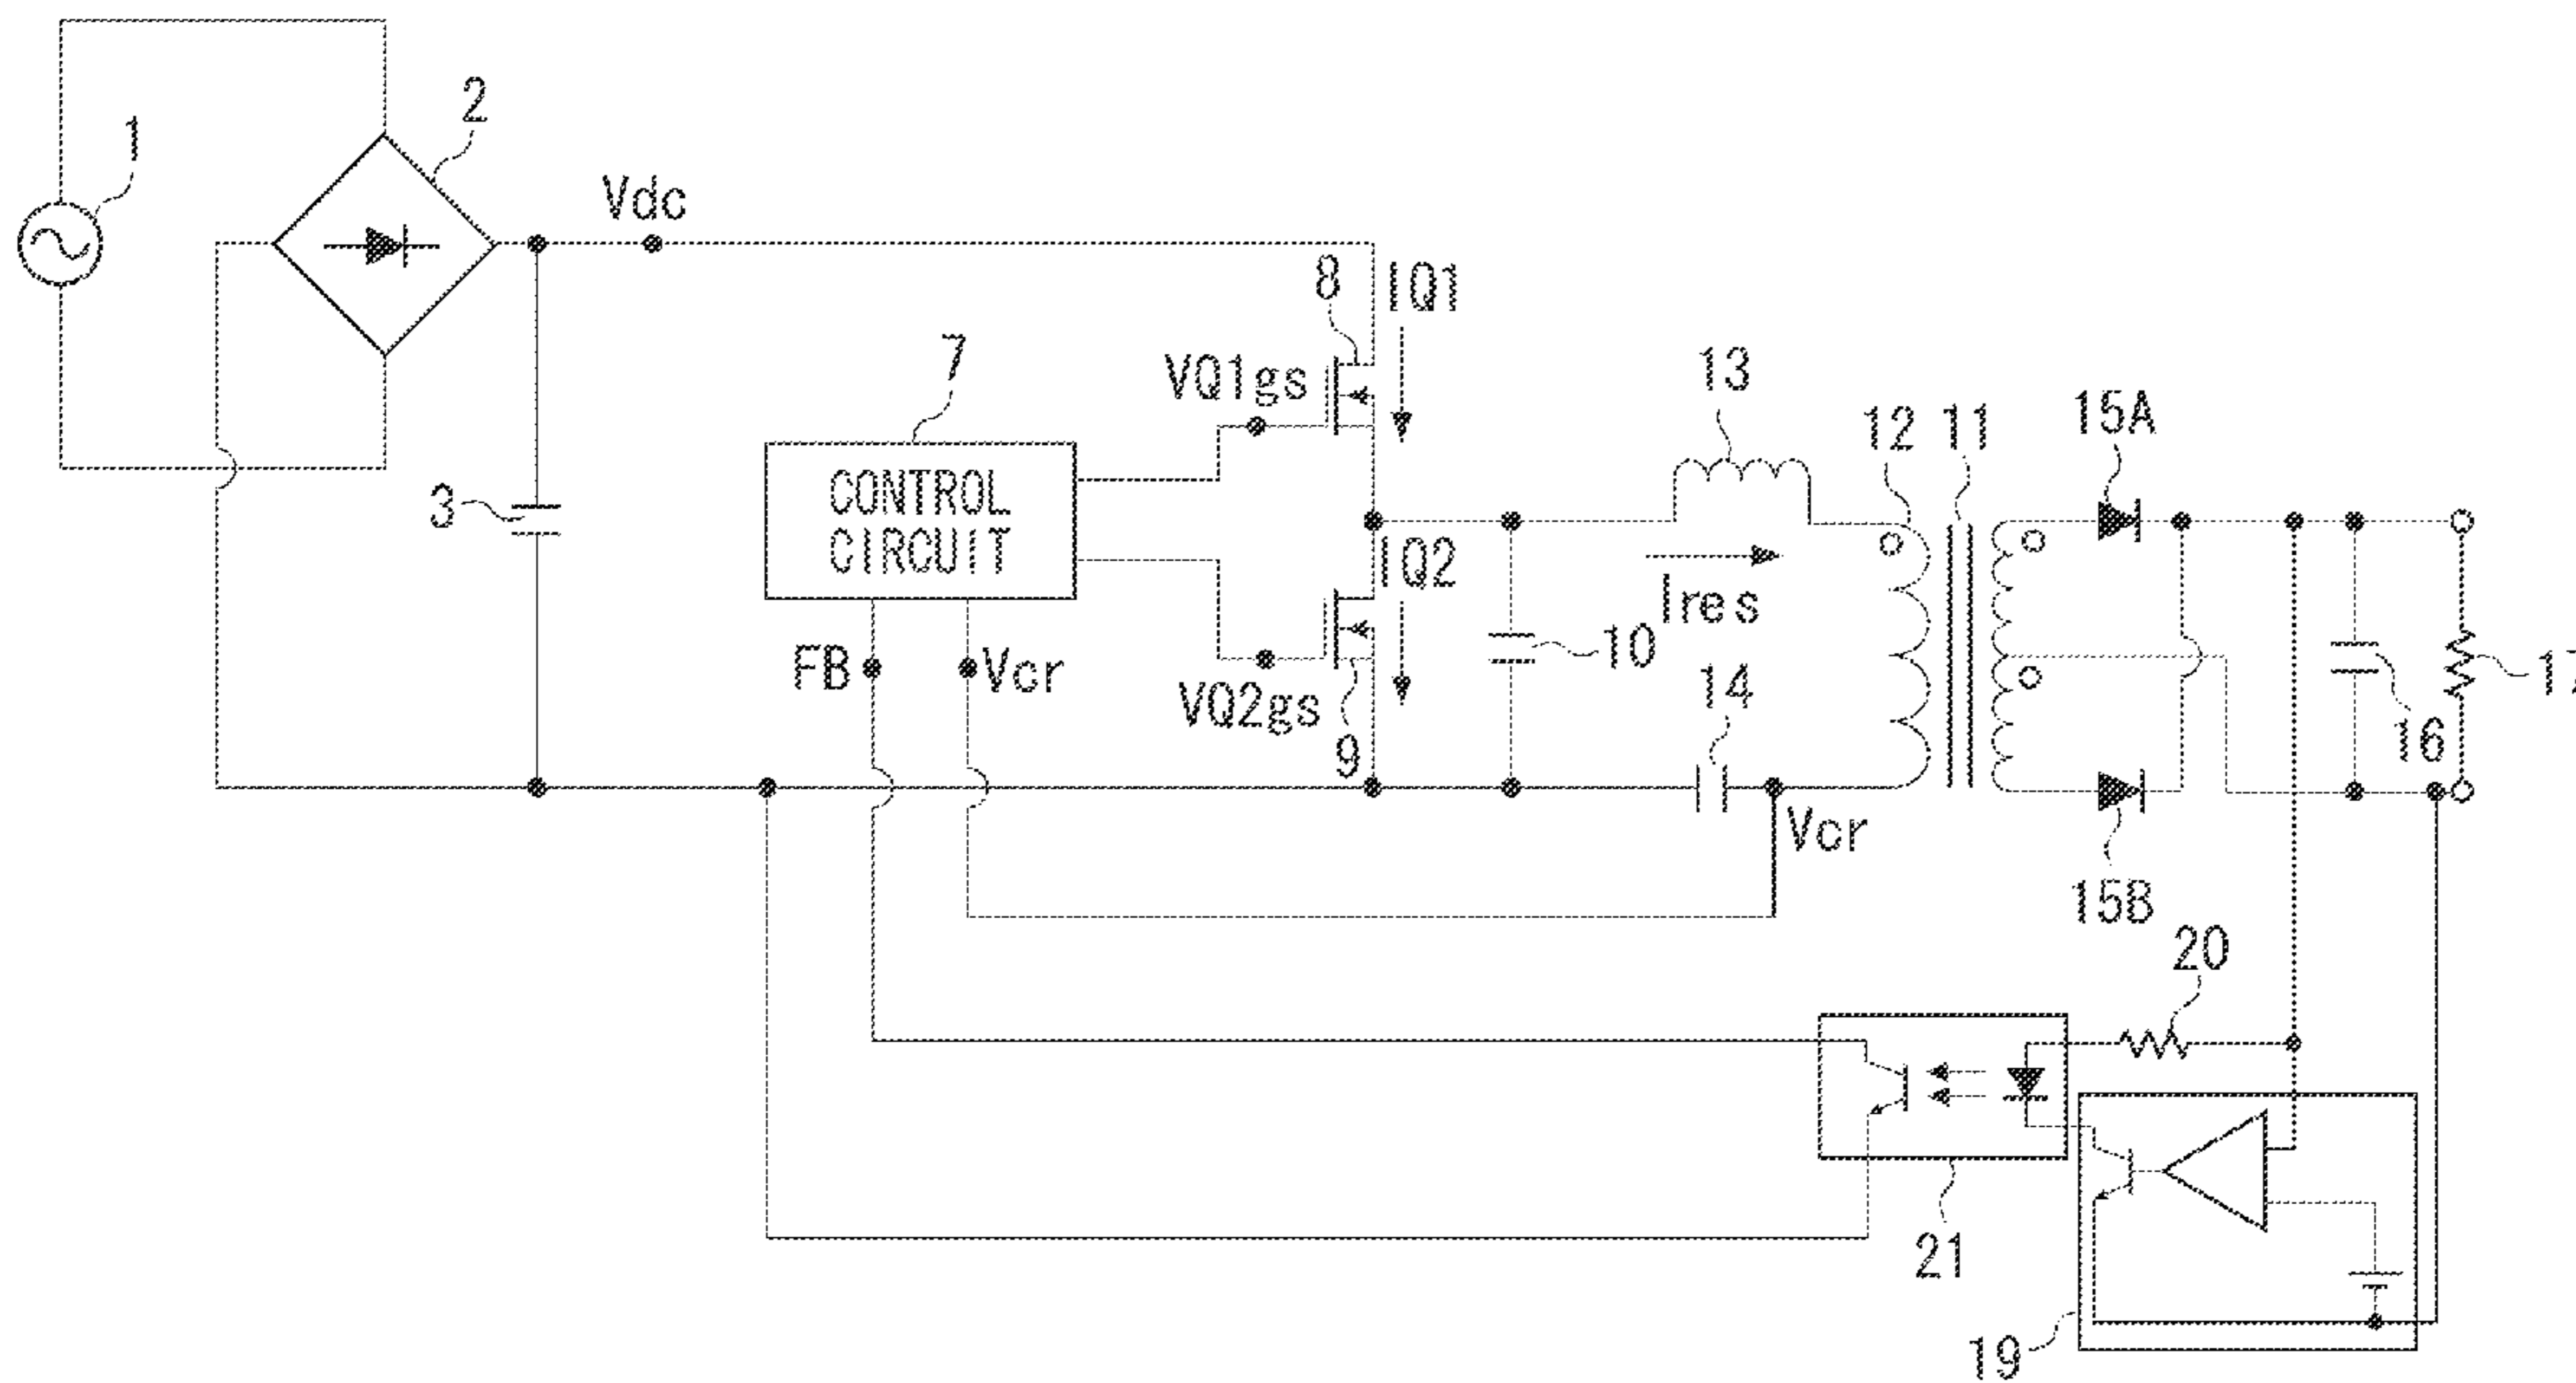 1
2
Vdc
3
7
CONTROL
CIRCUIT
FB
Vcr
VQ1gs
8
IQ1
VQ2gs
9
IQ2
10
13
Ires
14
Vcr
12
11
15A
15B
16
20
21
19